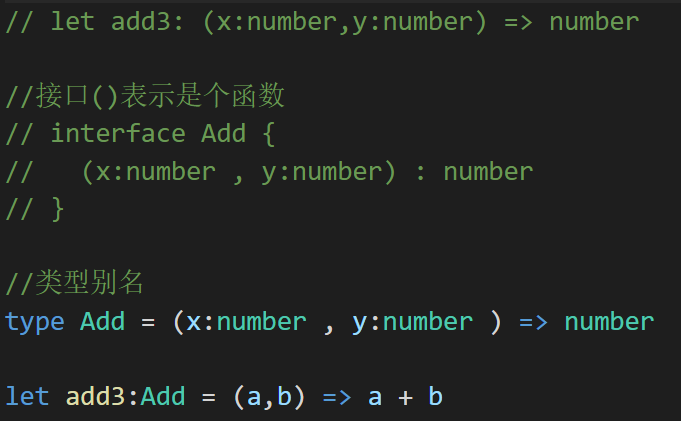 // let add3: (x:number,y:number) => number
//接口()表示是个函数
// interface Add {
//   (x:number , y:number) : number
// }
//类型别名
type Add = (x:number , y:number ) => number
let add3:Add = (a,b) => a + b